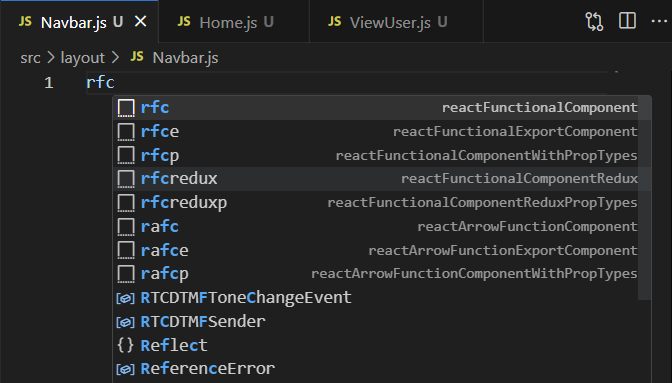 JS Navbar.js U JS Home.js U JS ViewUser.js U
src > layout > JS Navbar.js
1 rfc
rfc reactFunctionalComponent
rfce reactFunctionalExportComponent
rfcp reactFunctionalComponentWithPropTypes
rfcredux reactFunctionalComponentRedux
rfcreduxp reactFunctionalComponentReduxPropTypes
rafc reactArrowFunctionComponent
rafce reactArrowFunctionExportComponent
rafcp reactArrowFunctionComponentWithPropTypes
RTCDTMFToneChangeEvent
RTCDTMFSender
{} Reflect
ReferenceError